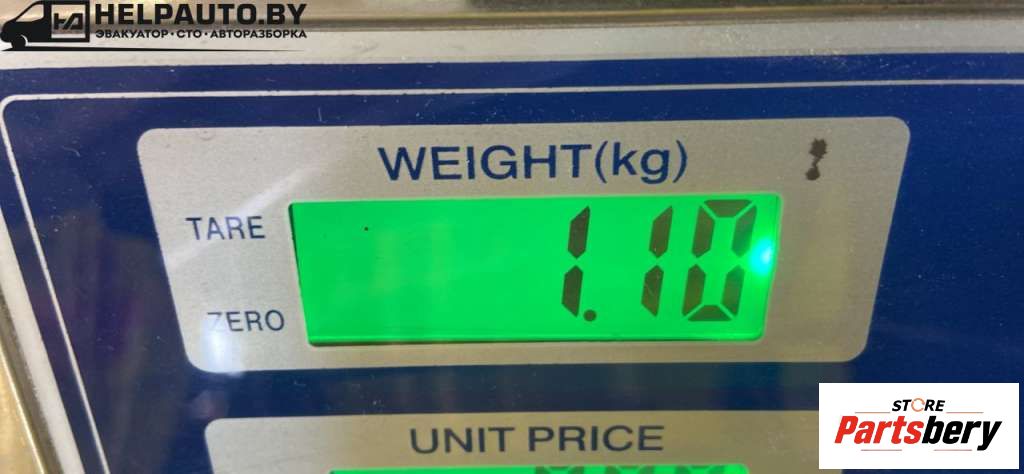 HELPAUTO.BY
ЭВАКУАТОР • СТО • АВТОРАЗБОРКА
WEIGHT(kg)
TARE
1.10
ZERO
UNIT PRICE
STORE
Partsbery